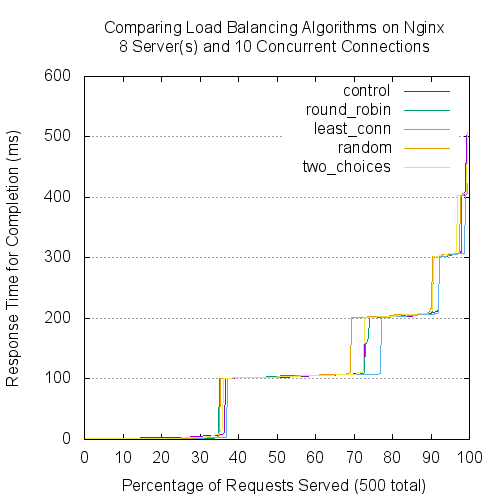 Comparing Load Balancing Algorithms on Nginx
8 Server(s) and 10 Concurrent Connections
600
500
400
300
200
100
0
Response Time for Completion (ms)
control
round_robin
least_conn
random
two_choices
0 10 20 30 40 50 60 70 80 90 100
Percentage of Requests Served (500 total)